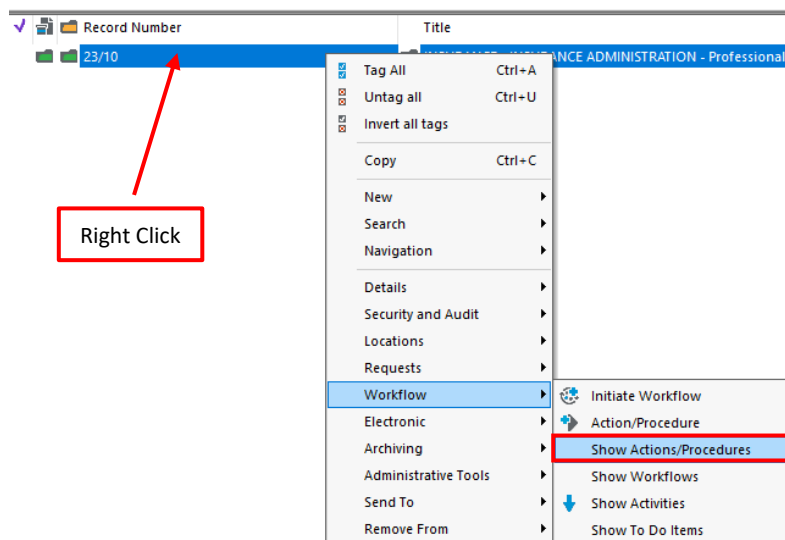 Record Number Title
23/10 ANCE ADMINISTRATION - Professional
Tag All Ctrl+A
Untag all Ctrl+U
Invert all tags
Copy Ctrl+C
New
Search
Right Click
Navigation
Details
Security and Audit
Locations
Requests
Workflow Initiate Workflow
Electronic Action/Procedure
Archiving Show Actions/Procedures
Administrative Tools Show Workflows
Send To Show Activities
Remove From Show To Do Items